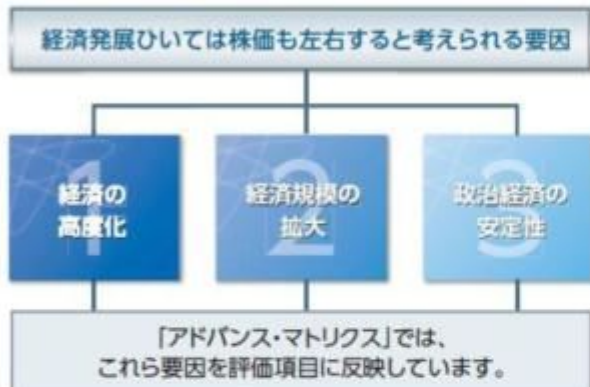 経済発展ひいては株価も左右すると考えられる要因
1
経済の
高度化
2
経済規模の
拡大
3
政治経済の
安定性
「アドバンス・マトリクス」では、
これら要因を評価項目に反映しています。